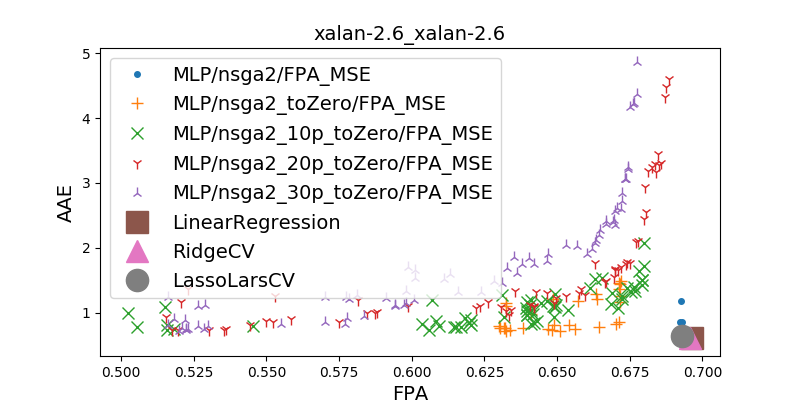 xalan-2.6_xalan-2.6
AAE
5
4
3
2
1
MLP/nsga2/FPA_MSE
MLP/nsga2_toZero/FPA_MSE
MLP/nsga2_10p_toZero/FPA_MSE
MLP/nsga2_20p_toZero/FPA_MSE
MLP/nsga2_30p_toZero/FPA_MSE
LinearRegression
RidgeCV
LassoLarsCV
0.500 0.525 0.550 0.575 0.600 0.625 0.650 0.675 0.700
FPA